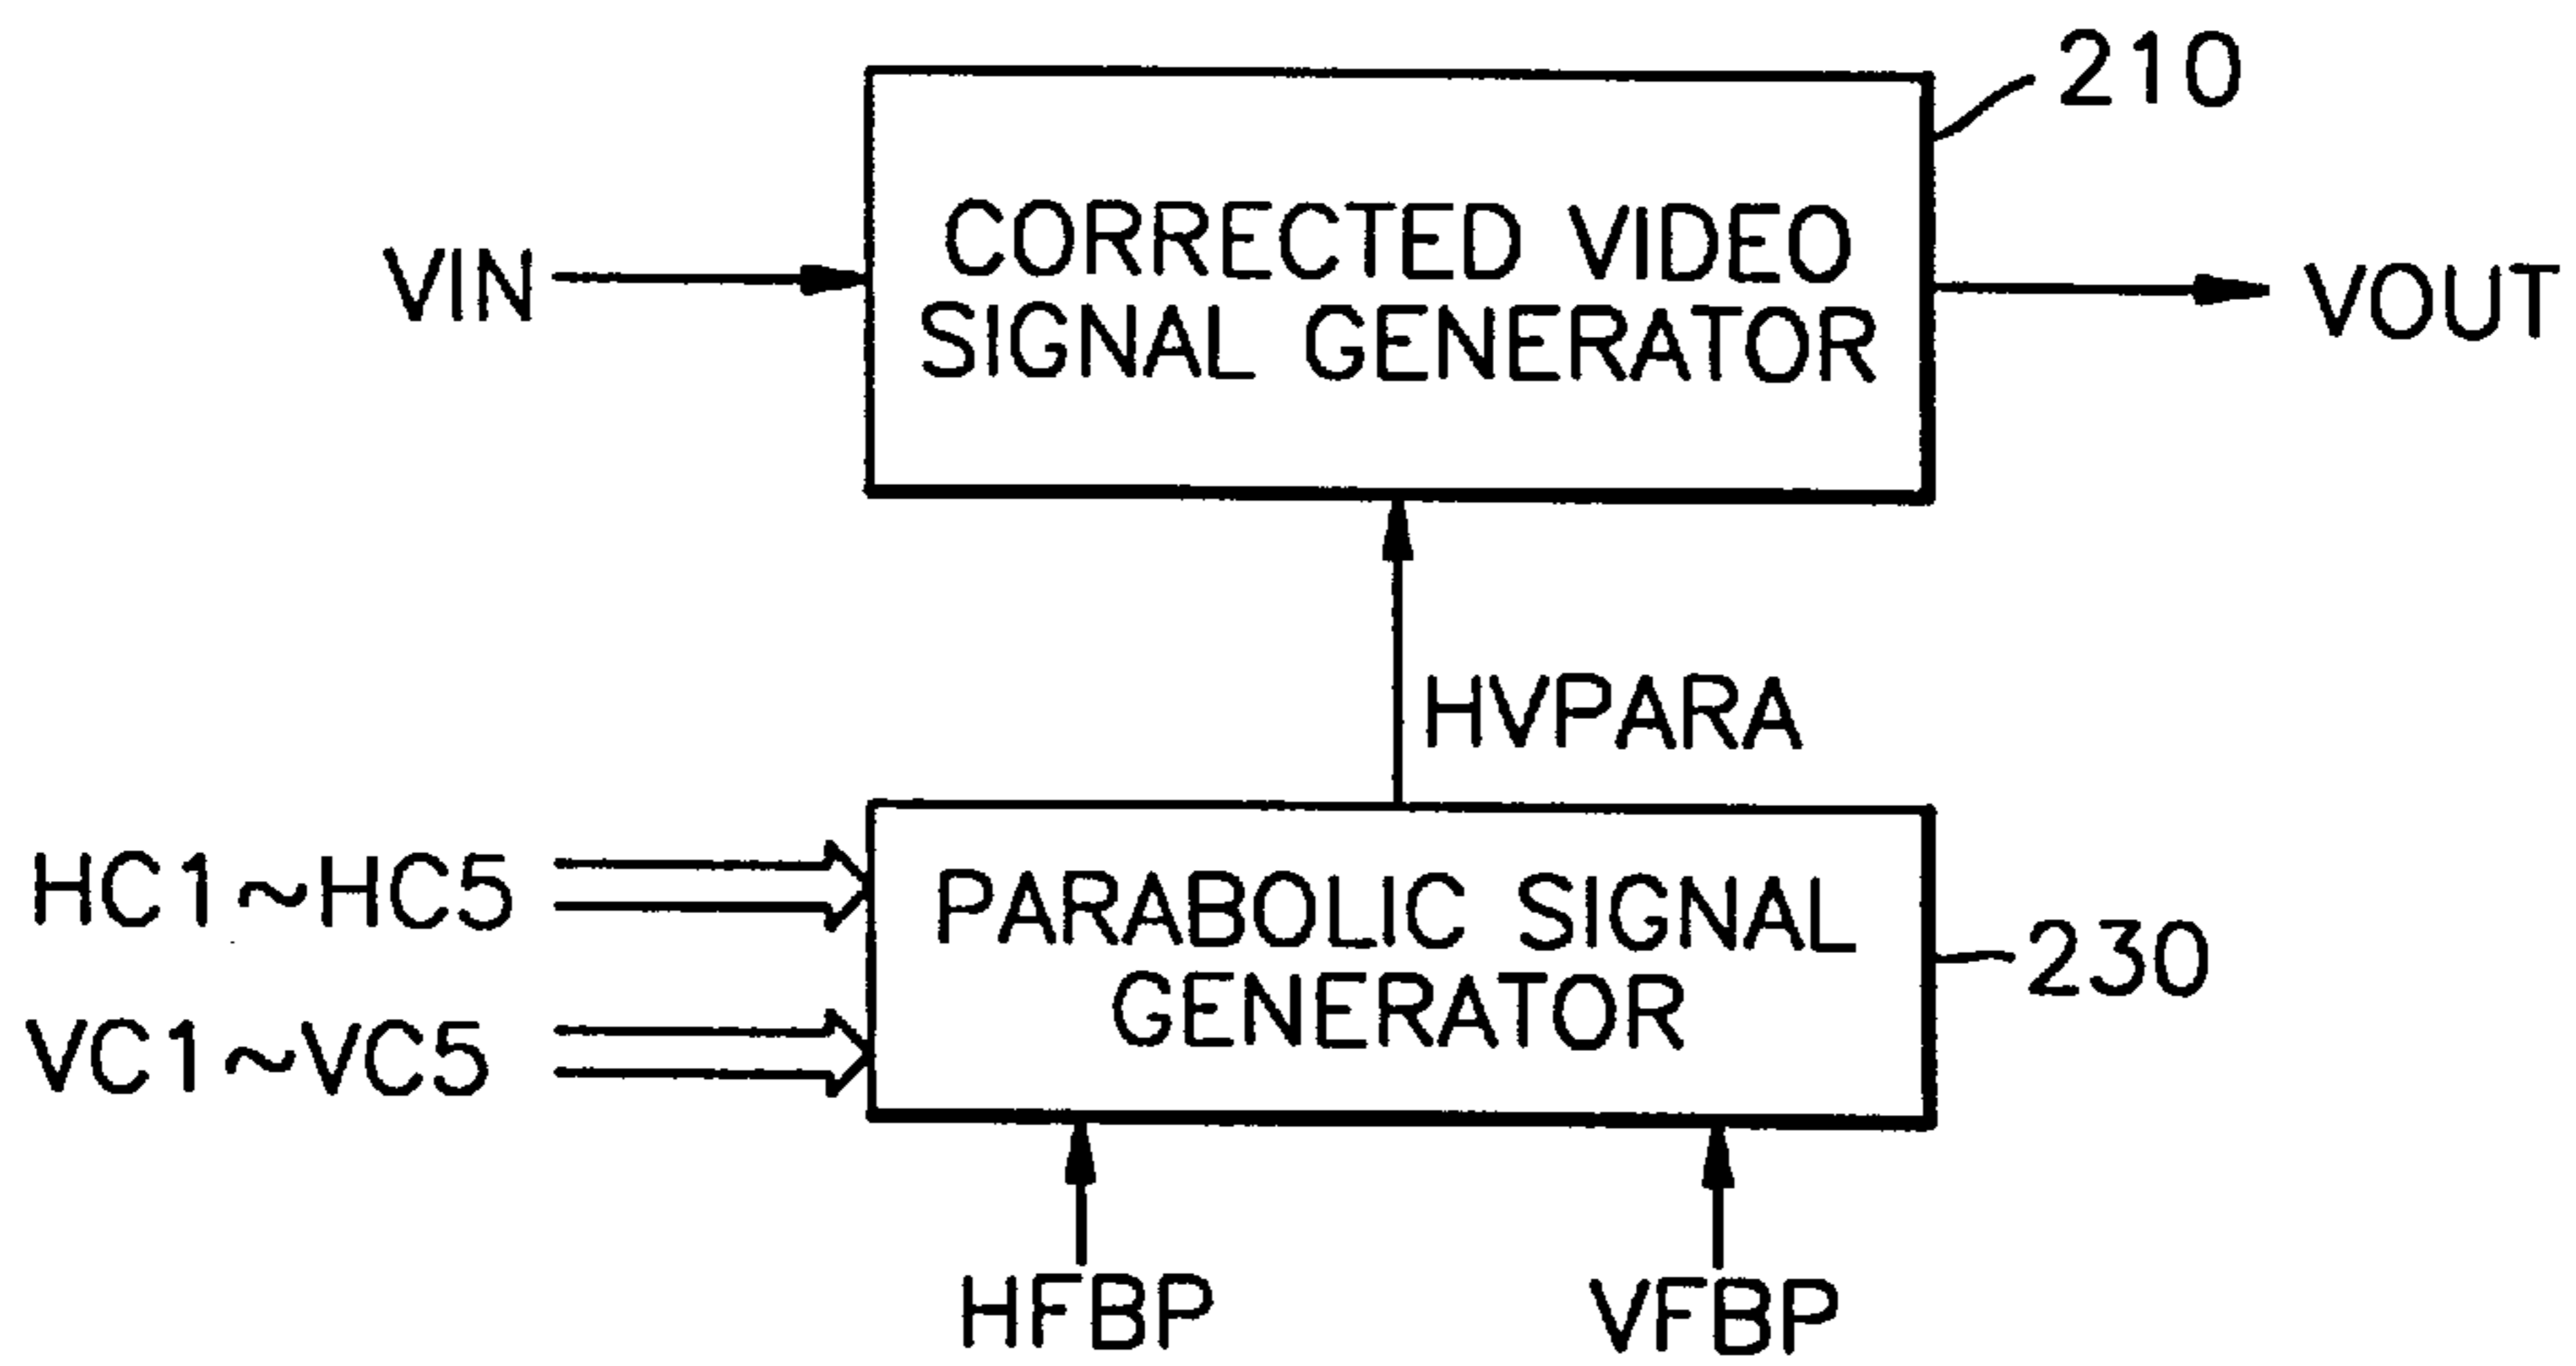 210
CORRECTED VIDEO
SIGNAL GENERATOR
VIN
VOUT
HVPARA
HC1~HC5
VC1~VC5
PARABOLIC SIGNAL
GENERATOR
230
HFBP
VFBP